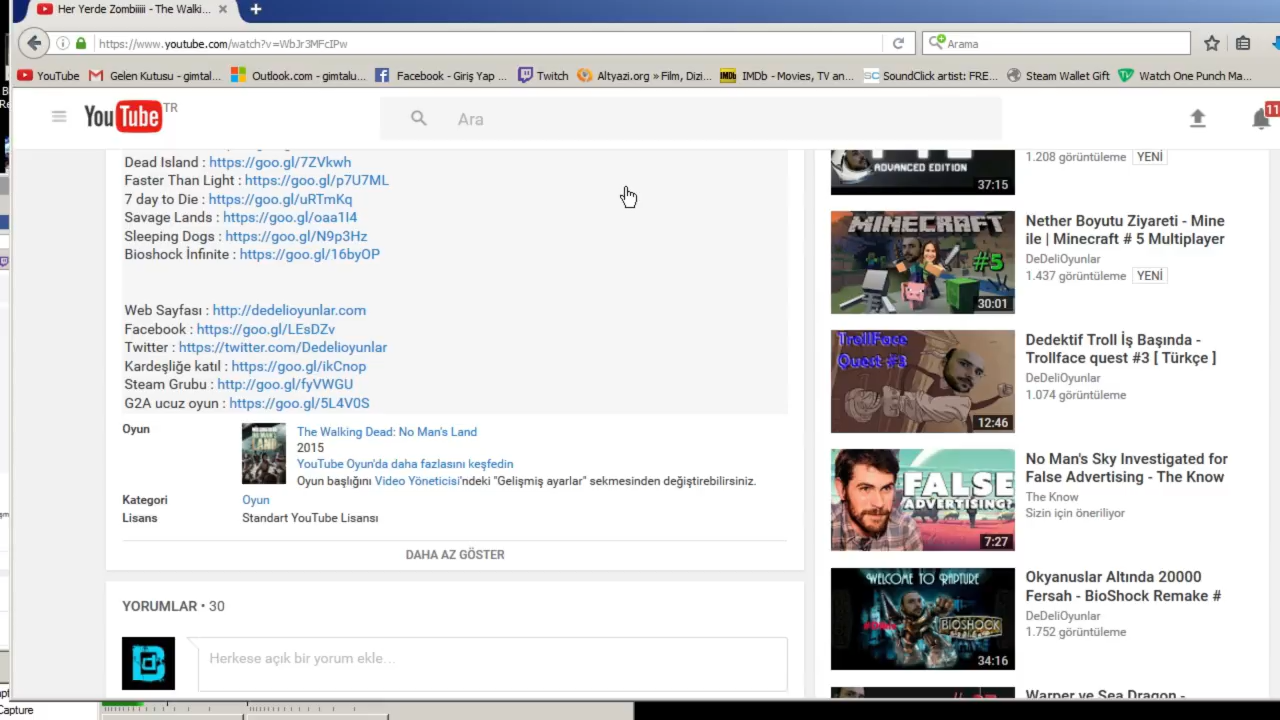 Her Yerde Zombiiii - The Walki...
https://www.youtube.com/watch?v=WbJr3MFcIPw
Arama
YouTube
Gelen Kutusu - gimtal...
Outlook.com - gimtalu...
Facebook - Giriş Yap ...
Twitch
Altyazi.org » Film, Dizi...
IMDb - Movies, TV an...
SoundClick artist: FRE...
Steam Wallet Gift
Watch One Punch Ma...
YouTube TR
Ara
11
Dead Island : https://goo.gl/7ZVkwh
Faster Than Light : https://goo.gl/p7U7ML
7 day to Die : https://goo.gl/uRTmKq
Savage Lands : https://goo.gl/oaa1I4
Sleeping Dogs : https://goo.gl/N9p3Hz
Bioshock İnfinite : https://goo.gl/16byOP
Web Sayfası : http://dedelioyunlar.com
Facebook : https://goo.gl/LEsDZv
Twitter : https://twitter.com/Dedelioyunlar
Kardeşliğe katıl : https://goo.gl/ikCnop
Steam Grubu : http://goo.gl/fyVWGU
G2A ucuz oyun : https://goo.gl/5L4V0S
Oyun
The Walking Dead: No Man's Land
2015
YouTube Oyun'da daha fazlasını keşfedin
Oyun başlığını Video Yöneticisi'ndeki "Gelişmiş ayarlar" sekmesinden değiştirebilirsiniz.
Kategori Oyun
Lisans Standart YouTube Lisansı
DAHA AZ GÖSTER
YORUMLAR • 30
Herkese açık bir yorum ekle...
ADVANCED EDITION
37:15
1.208 görüntüleme YENİ
MINECRAFT
#5
30:01
Nether Boyutu Ziyareti - Mine
ile | Minecraft # 5 Multiplayer
DeDeliOyunlar
1.437 görüntüleme YENİ
TrollFace
Quest #3
12:46
Dedektif Troll İş Başında -
Trollface quest #3 [ Türkçe ]
DeDeliOyunlar
1.074 görüntüleme
FALSE
ADVERTISING?
7:27
No Man's Sky Investigated for
False Advertising - The Know
The Know
Sizin için öneriliyor
WELCOME TO RAPTURE
BIOSHOCK
34:16
Okyanuslar Altında 20000
Fersah - BioShock Remake #
DeDeliOyunlar
1.752 görüntüleme
Warper ve Sea Dragon -
Capture